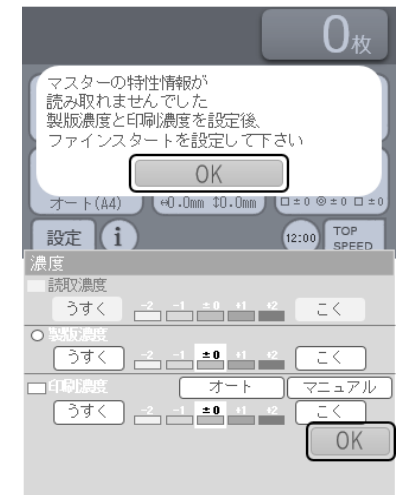 0枚
マスターの特性情報が
読み取れませんでした
製版濃度と印刷濃度を設定後、
ファインスタートを設定して下さい
OK
オート(A4) ⇔0.0mm ⇕0.0mm □±0 ◎±0 □±0
設定 i 12:00 TOP SPEED
濃度
読取濃度
うすく -2 -1 ±0 +1 +2 こく
製版濃度
うすく -2 -1 ±0 +1 +2 こく
印刷濃度 オート マニュアル
うすく -2 -1 ±0 +1 +2 こく
OK